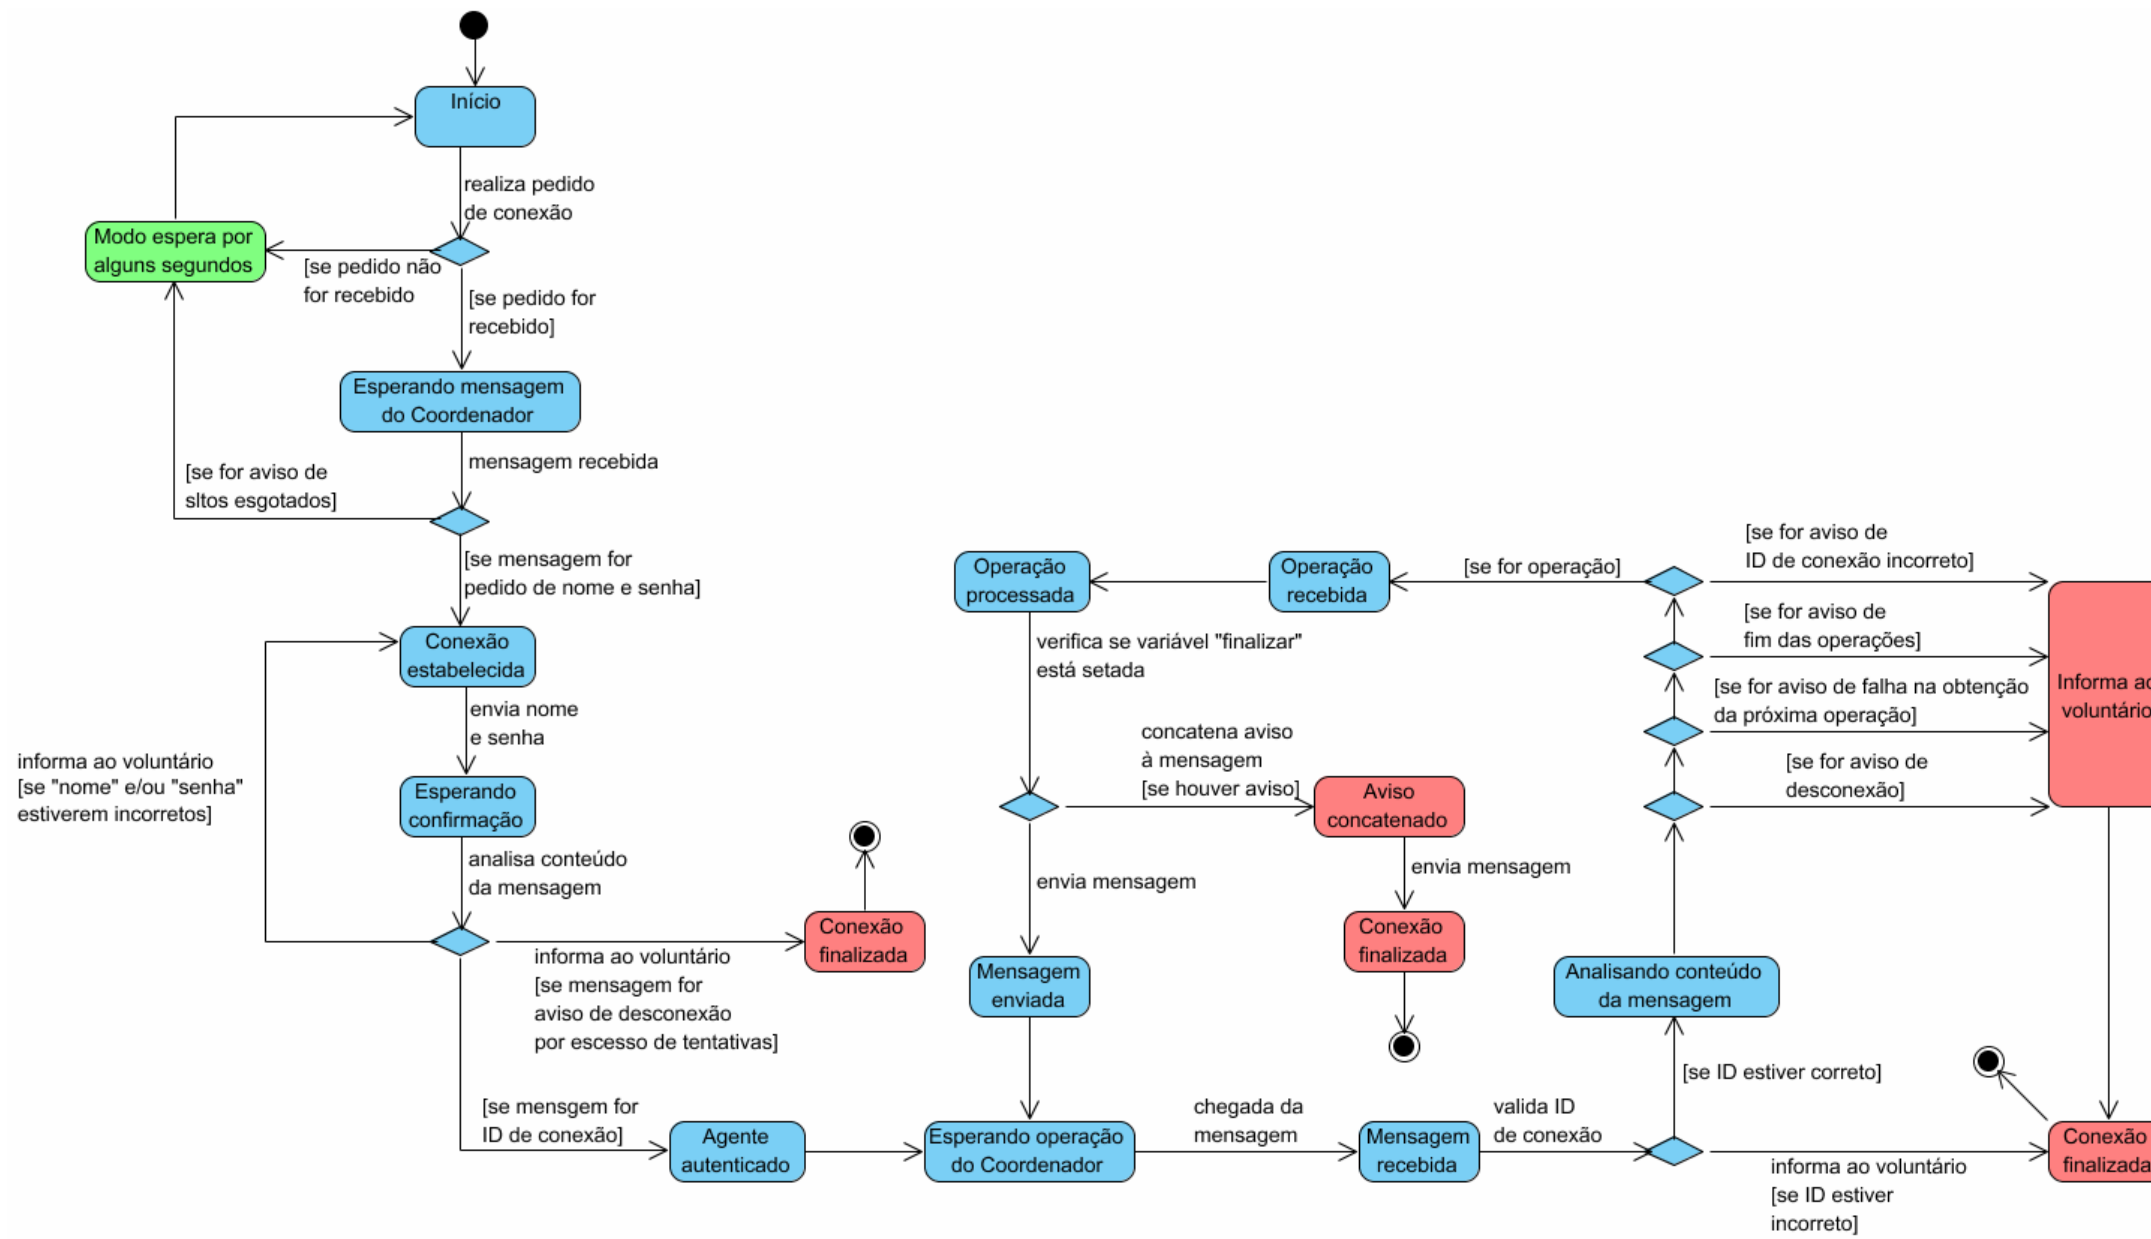 Início
realiza pedido
de conexão
Modo espera por
alguns segundos
[se pedido não
for recebido
[se pedido for
recebido]
Esperando mensagem
do Coordenador
mensagem recebida
[se for aviso de
sltos esgotados]
[se mensagem for
pedido de nome e senha]
Conexão
estabelecida
envia nome
e senha
informa ao voluntário
[se "nome" e/ou "senha"
estiverem incorretos]
Esperando
confirmação
analisa conteúdo
da mensagem
Conexão
finalizada
informa ao voluntário
[se mensagem for
aviso de desconexão
por escesso de tentativas]
[se mensgem for
ID de conexão]
Agente
autenticado
Esperando operação
do Coordenador
chegada da
mensagem
Mensagem
recebida
valida ID
de conexão
[se ID estiver correto]
informa ao voluntário
[se ID estiver
incorreto]
Analisando conteúdo
da mensagem
[se for aviso de
desconexão]
[se for aviso de falha na obtenção
da próxima operação]
[se for aviso de
fim das operações]
[se for aviso de
ID de conexão incorreto]
Informa ao
voluntário
Conexão
finalizada
[se for operação]
Operação
recebida
Operação
processada
verifica se variável "finalizar"
está setada
concatena aviso
à mensagem
[se houver aviso]
Aviso
concatenado
envia mensagem
Conexão
finalizada
envia mensagem
Mensagem
enviada